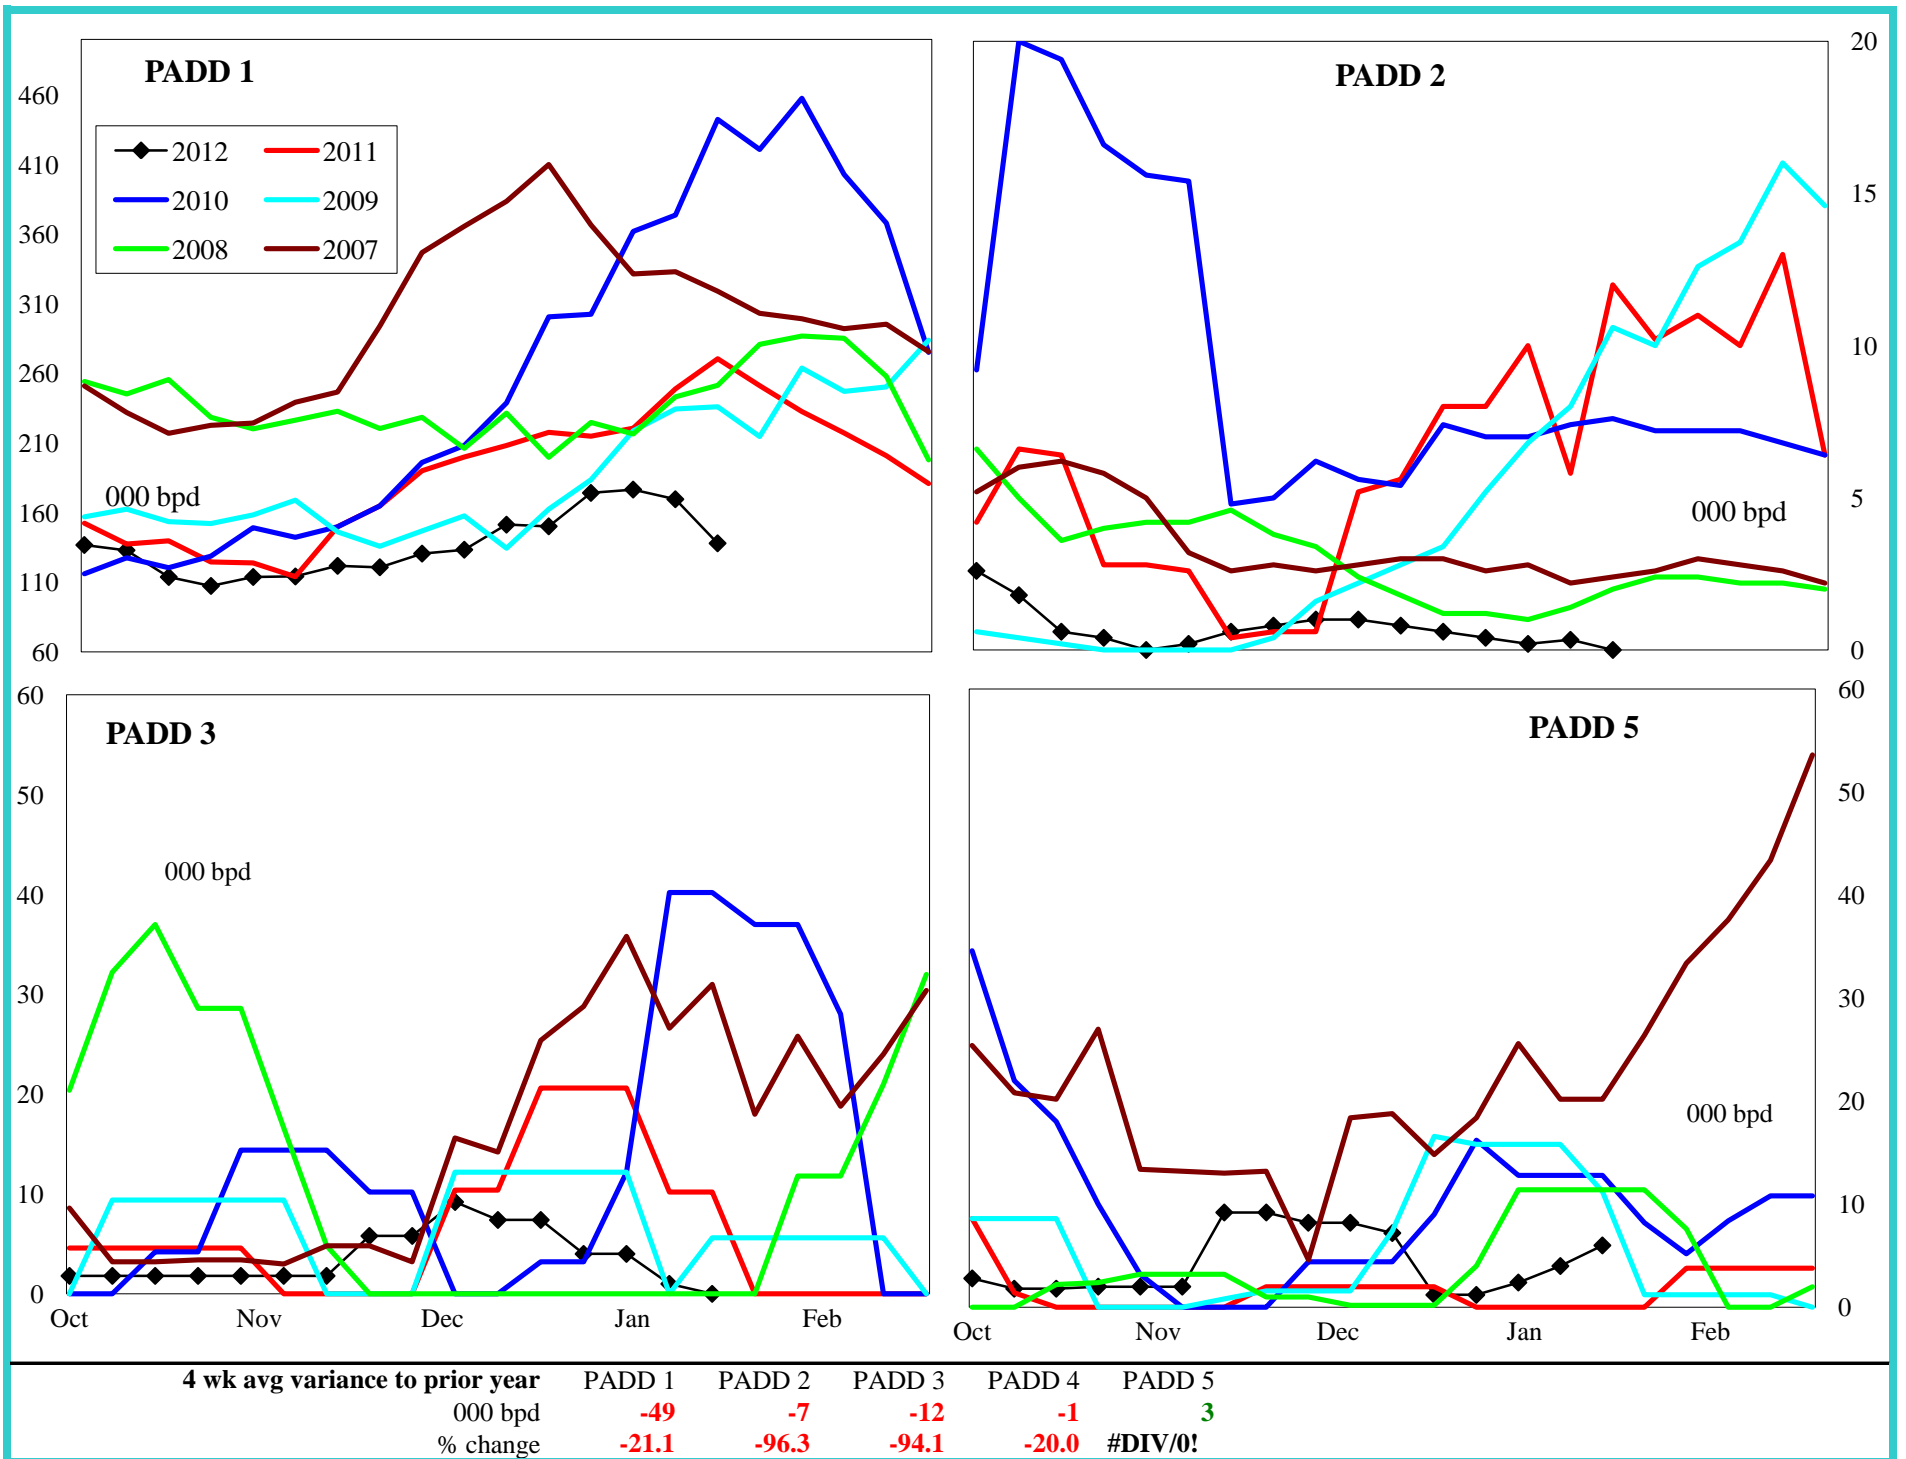 PADD 1
460
410
360
310
260
210
160
110
60
2012 2011
2010 2009
2008 2007
000 bpd
PADD 2
20
15
10
5
0
000 bpd
PADD 3
60
50
40
30
20
10
0
000 bpd
Oct Nov Dec Jan Feb
PADD 5
60
50
40
30
20
10
0
000 bpd
Oct Nov Dec Jan Feb
4 wk avg variance to prior year PADD 1 PADD 2 PADD 3 PADD 4 PADD 5
000 bpd -49 -7 -12 -1 3
% change -21.1 -96.3 -94.1 -20.0 #DIV/0!